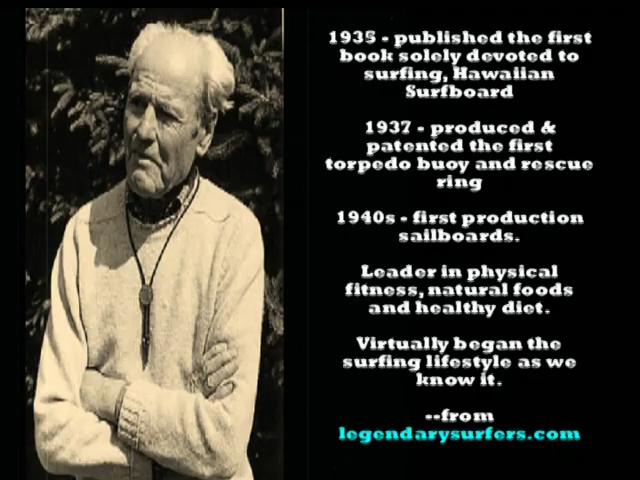 1935 - published the first
book solely devoted to
surfing, Hawaiian
Surfboard
1937 - produced &
patented the first
torpedo buoy and rescue
ring
1940s - first production
sailboards.
Leader in physical
fitness, natural foods
and healthy diet.
Virtually began the
surfing lifestyle as we
know it.
--from
legendarysurfers.com